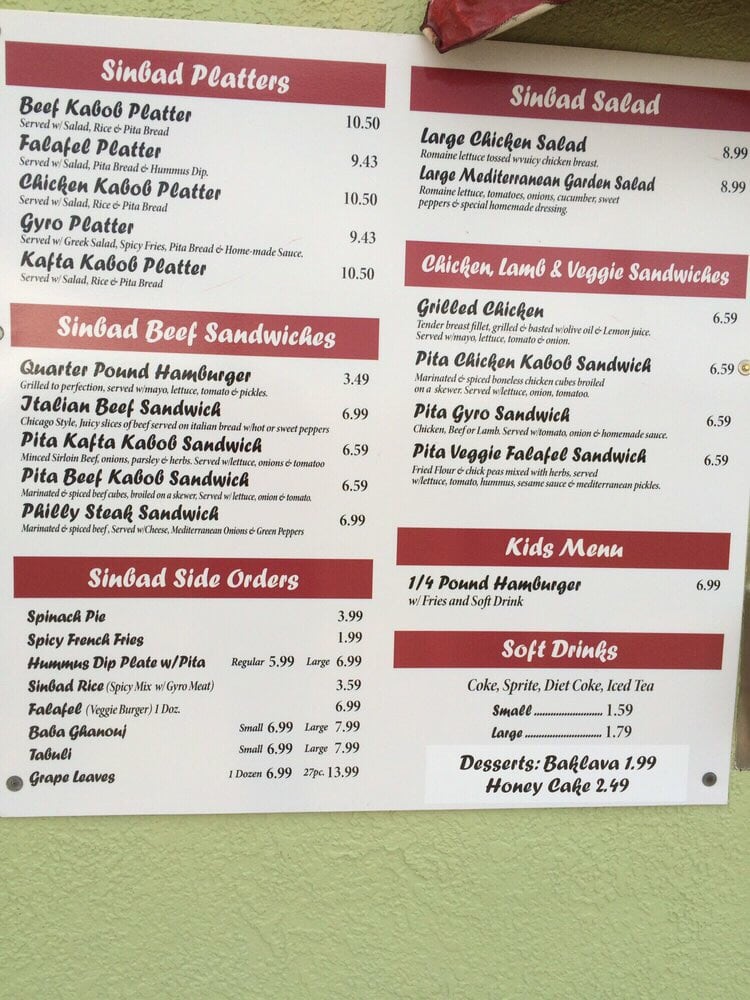 Sinbad Platters
Beef Kabob Platter 10.50
Served w/ Salad, Rice & Pita Bread
Falafel Platter 9.43
Served w/ Salad, Pita Bread & Hummus Dip.
Chicken Kabob Platter 10.50
Served w/ Salad, Rice & Pita Bread
Gyro Platter 9.43
Served w/ Greek Salad, Spicy Fries, Pita Bread & Home-made Sauce.
Kafta Kabob Platter 10.50
Served w/ Salad, Rice & Pita Bread
Sinbad Beef Sandwiches
Quarter Pound Hamburger 3.49
Grilled to perfection, served w/mayo, lettuce, tomato & pickles.
Italian Beef Sandwich 6.99
Chicago Style, Juicy slices of beef served on italian bread w/hot or sweet peppers
Pita Kafta Kabob Sandwich 6.59
Minced Sirloin Beef, onions, parsley & herbs. Served w/lettuce, onions & tomatoo
Pita Beef Kabob Sandwich 6.59
Marinated & spiced beef cubes, broiled on a skewer. Served w/ lettuce, onion & tomato.
Philly Steak Sandwich 6.99
Marinated & spiced beef, Served w/Cheese, Mediterranean Onions & Green Peppers
Sinbad Side Orders
Spinach Pie 3.99
Spicy French Fries 1.99
Hummus Dip Plate w/Pita Regular 5.99 Large 6.99
Sinbad Rice (Spicy Mix w/ Gyro Meat) 3.59
Falafel (Veggie Burger) 1 Doz. 6.99
Baba Ghanouj Small 6.99 Large 7.99
Tabuli Small 6.99 Large 7.99
Grape Leaves 1 Dozen 6.99 27pc. 13.99
Sinbad Salad
Large Chicken Salad 8.99
Romaine lettuce tossed wvuicy chicken breast.
Large Mediterranean Garden Salad 8.99
Romaine lettuce, tomatoes, onions, cucumber, sweet
peppers & special homemade dressing.
Chicken, Lamb & Veggie Sandwiches
Grilled Chicken 6.59
Tender breast fillet, grilled & basted w/olive oil & Lemon juice.
Served w/mayo, lettuce, tomato & onion.
Pita Chicken Kabob Sandwich 6.59
Marinated & spiced boneless chicken cubes broiled
on a skewer. Served w/lettuce, onion, tomatoo.
Pita Gyro Sandwich 6.59
Chicken, Beef or Lamb. Served w/tomato, onion & homemade sauce.
Pita Veggie Falafel Sandwich 6.59
Fried Flour & chick peas mixed with herbs, served
w/lettuce, tomato, hummus, sesame sauce & mediterranean pickles.
Kids Menu
1/4 Pound Hamburger 6.99
w/ Fries and Soft Drink
Soft Drinks
Coke, Sprite, Diet Coke, Iced Tea
Small ......................... 1.59
Large ............................ 1.79
Desserts: Baklava 1.99
Honey Cake 2.49